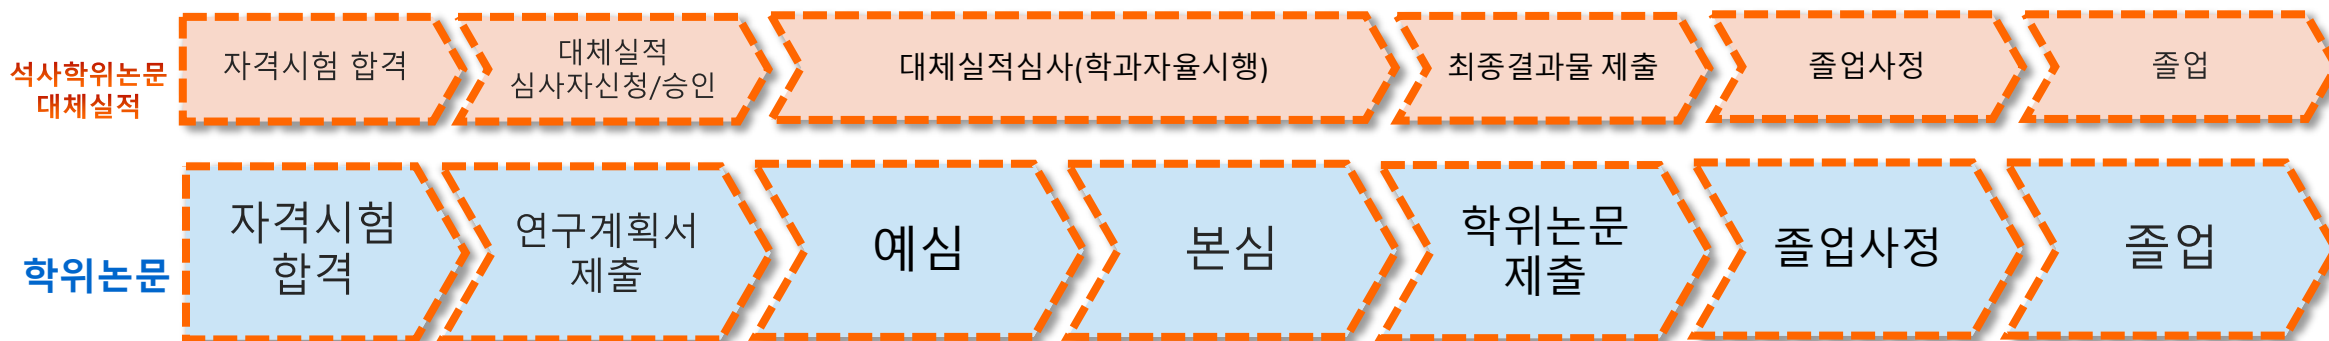 석사학위논문
대체실적
자격시험 합격
대체실적
심사자신청/승인
대체실적심사(학과자율시행)
최종결과물 제출
졸업사정
졸업
학위논문
자격시험
합격
연구계획서
제출
예심
본심
학위논문
제출
졸업사정
졸업